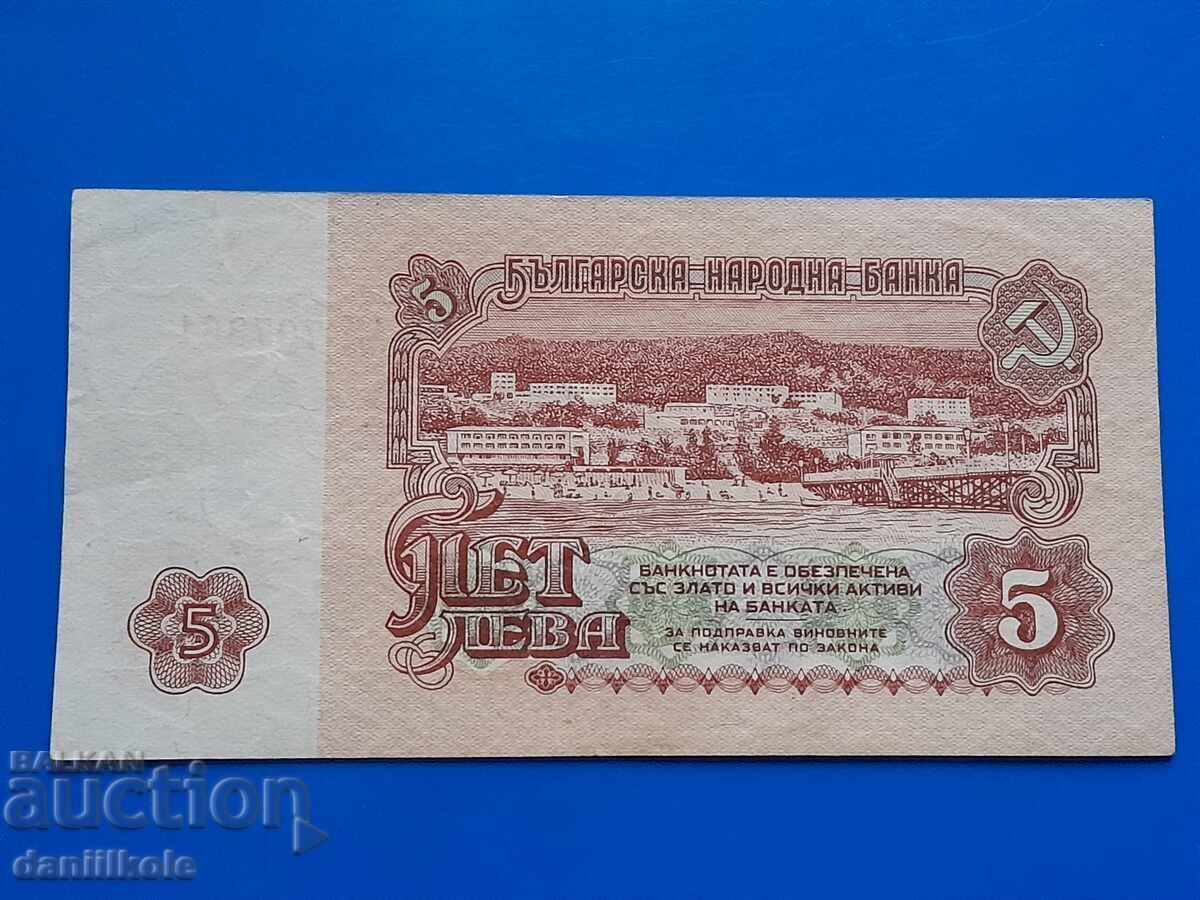 БЪЛГАРСКА НАРОДНА БАНКА
5
ПЕТ
ЛЕВА
БАНКНОТАТА Е ОБЕЗПЕЧЕНА
СЪС ЗЛАТО И ВСИЧКИ АКТИВИ
НА БАНКАТА
ЗА ПОДПРАВКА ВИНОВНИТЕ
СЕ НАКАЗВАТ ПО ЗАКОНА
5
5
BALKAN
auction
daniilkole